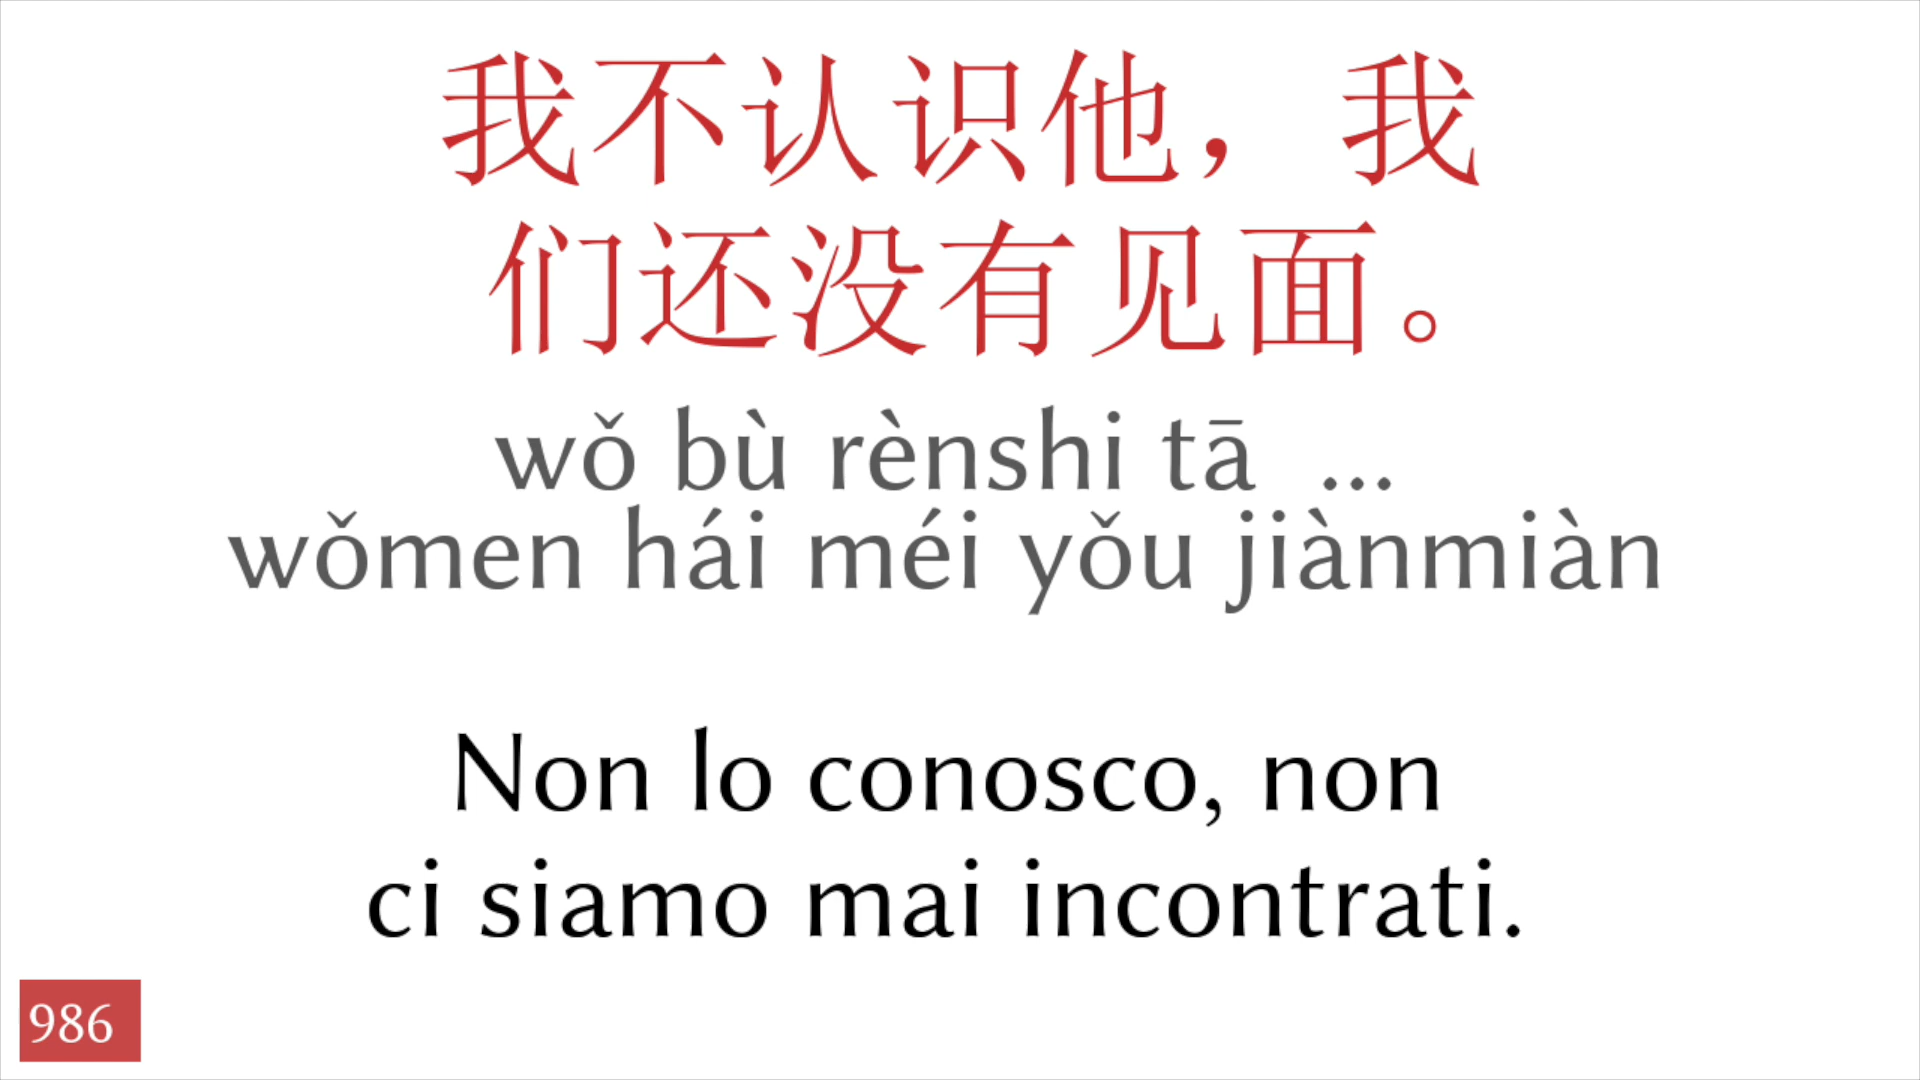 我不认识他，我
们还没有见面。
wǒ bù rènshi tā ...
wǒmen hái méi yǒu jiànmiàn
Non lo conosco, non
ci siamo mai incontrati.
986